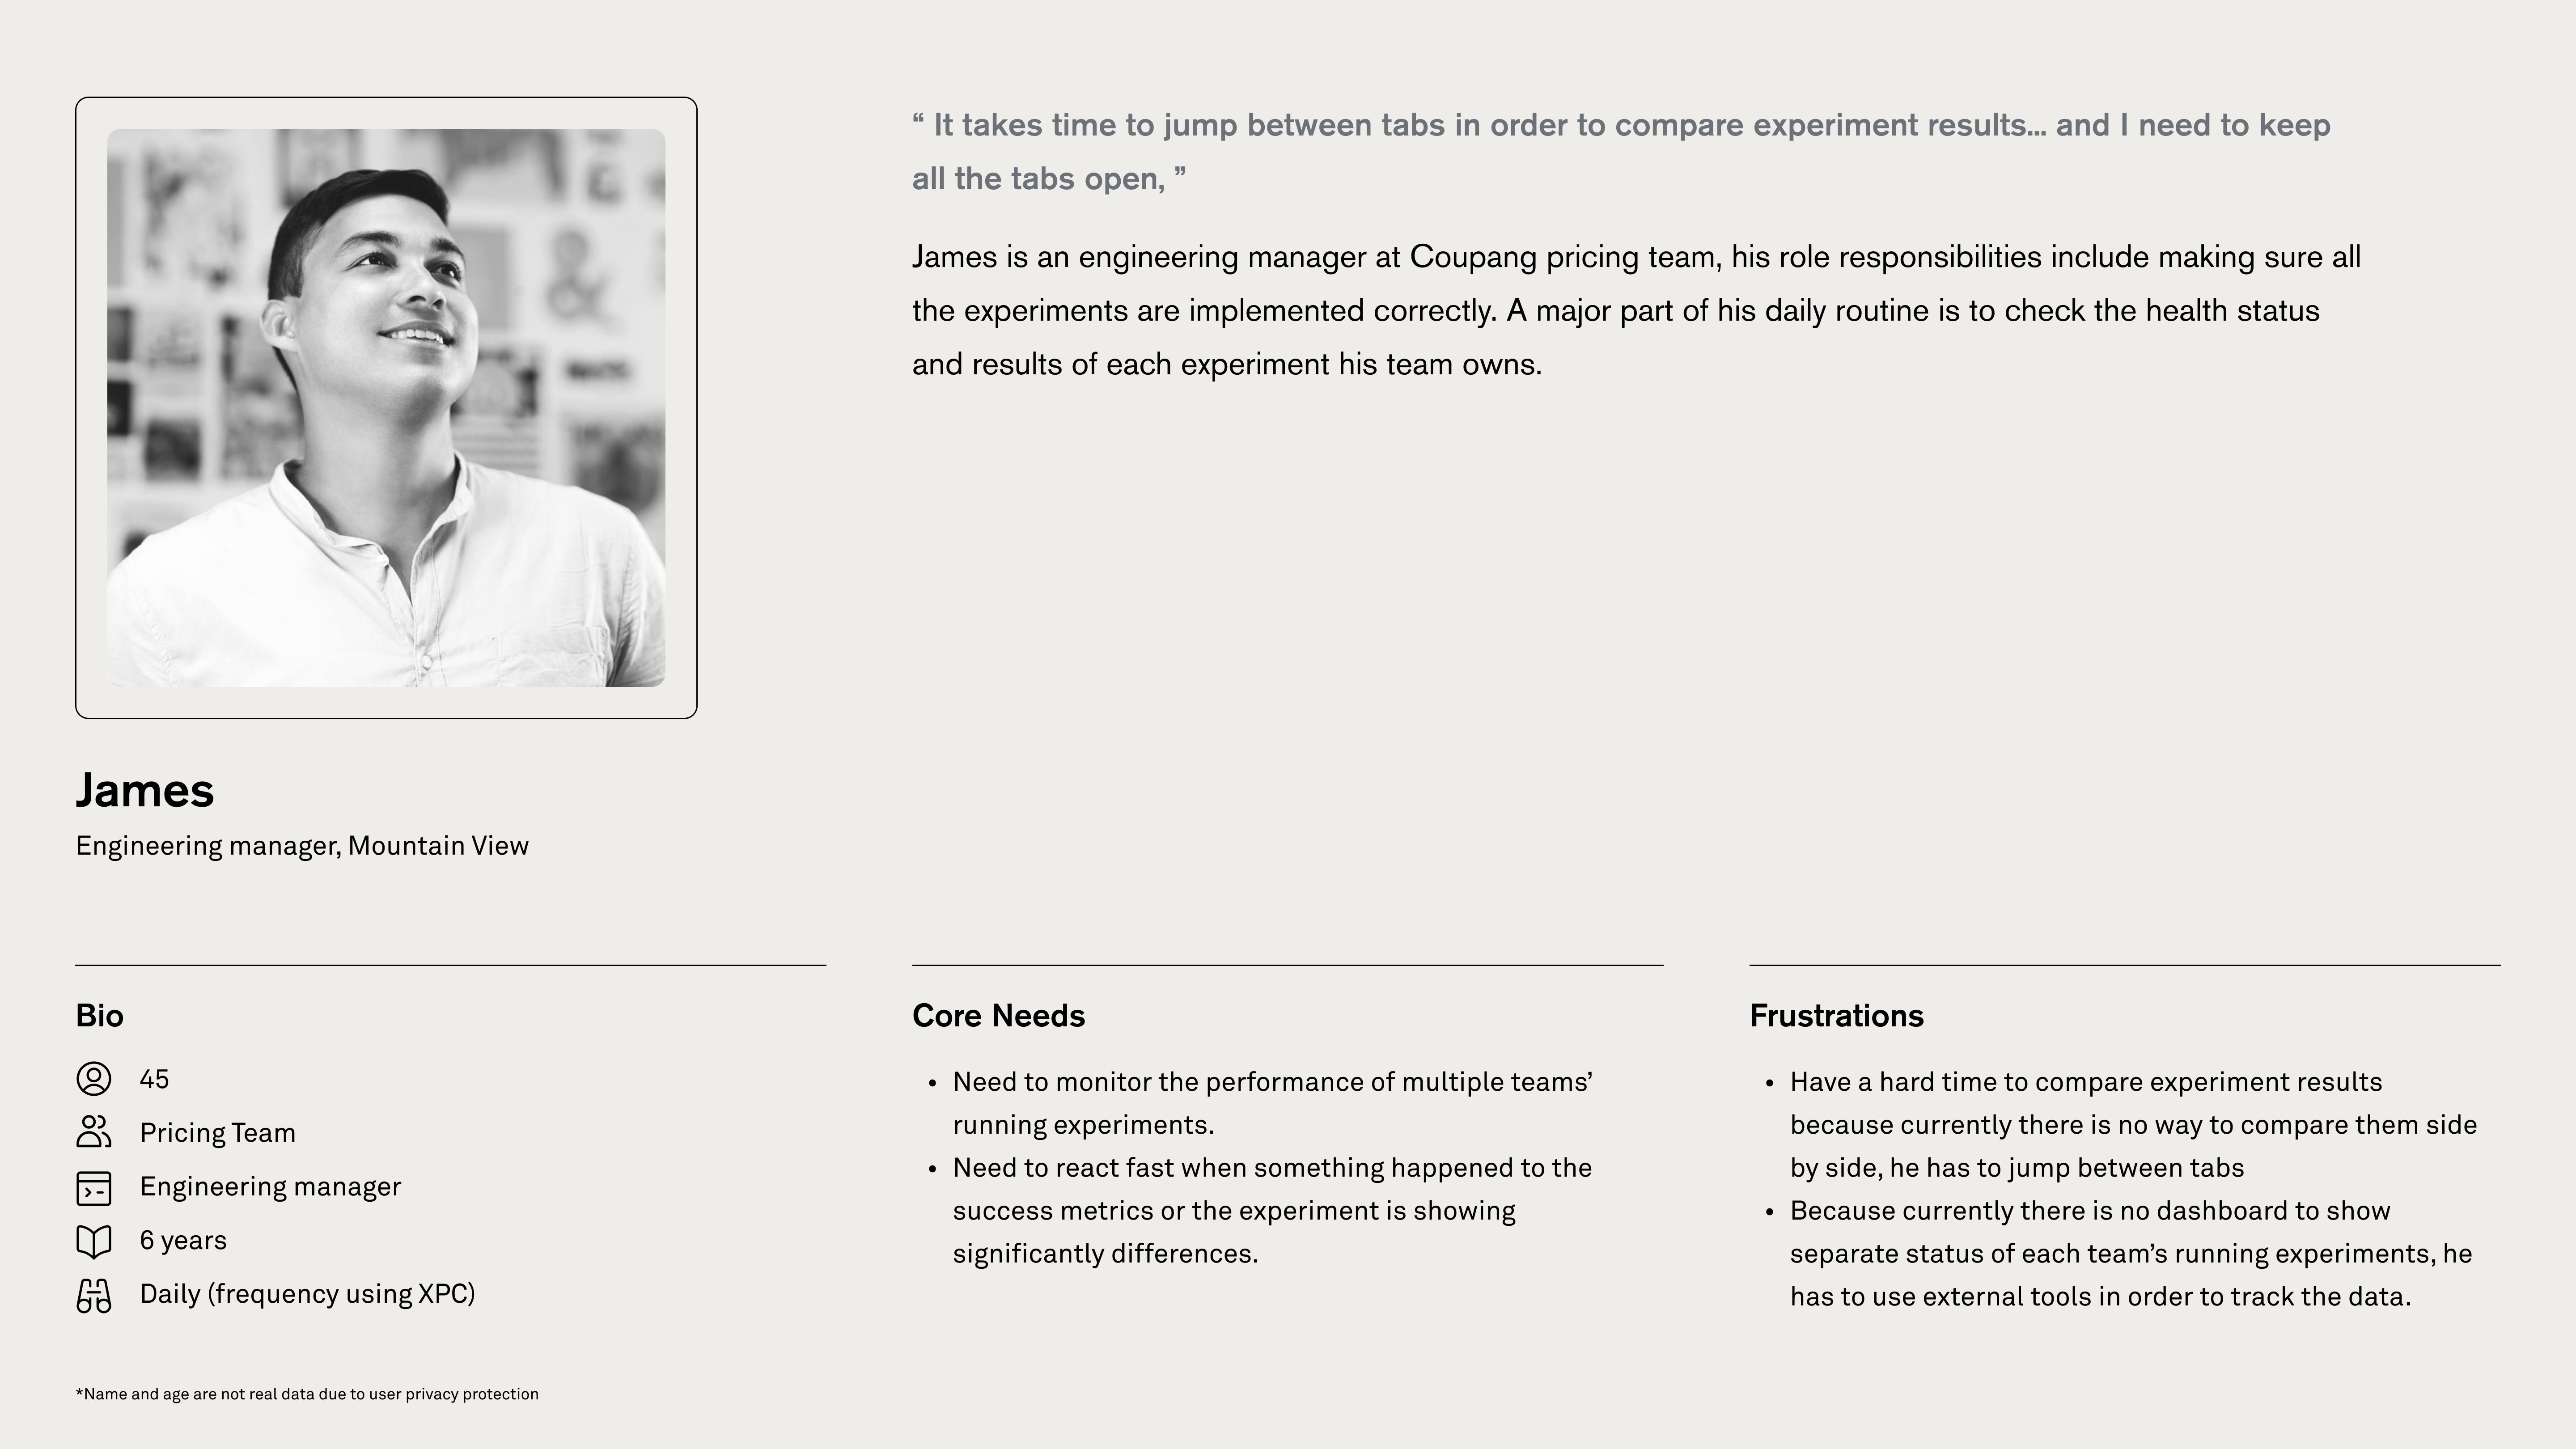 “ It takes time to jump between tabs in order to compare experiment results... and I need to keep
all the tabs open, ”
James is an engineering manager at Coupang pricing team, his role responsibilities include making sure all
the experiments are implemented correctly. A major part of his daily routine is to check the health status
and results of each experiment his team owns.
James
Engineering manager, Mountain View
Bio
45
Pricing Team
Engineering manager
6 years
Daily (frequency using XPC)
Core Needs
• Need to monitor the performance of multiple teams’
running experiments.
• Need to react fast when something happened to the
success metrics or the experiment is showing
significantly differences.
Frustrations
• Have a hard time to compare experiment results
because currently there is no way to compare them side
by side, he has to jump between tabs
• Because currently there is no dashboard to show
separate status of each team’s running experiments, he
has to use external tools in order to track the data.
*Name and age are not real data due to user privacy protection